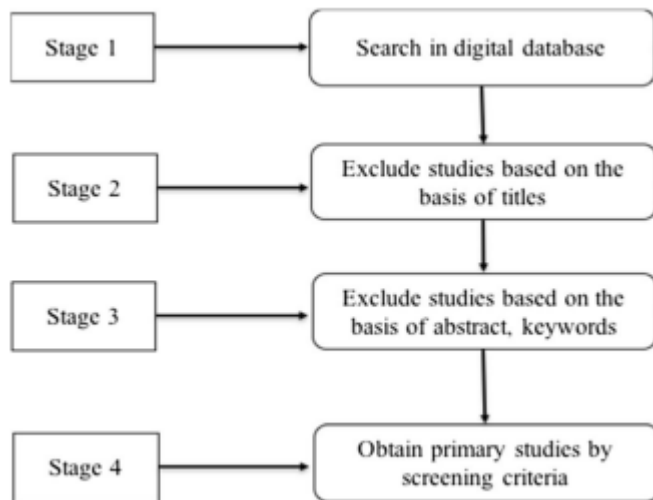 Stage 1
Search in digital database
Stage 2
Exclude studies based on the
basis of titles
Stage 3
Exclude studies based on the
basis of abstract, keywords
Stage 4
Obtain primary studies by
screening criteria